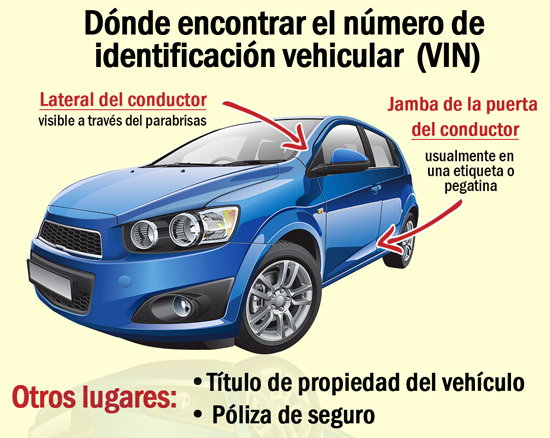 Dónde encontrar el número de
identificación vehicular (VIN)
Lateral del conductor
visible a través del parabrisas
Jamba de la puerta
del conductor
usualmente en
una etiqueta o
pegatina
Otros lugares:
• Título de propiedad del vehículo
• Póliza de seguro